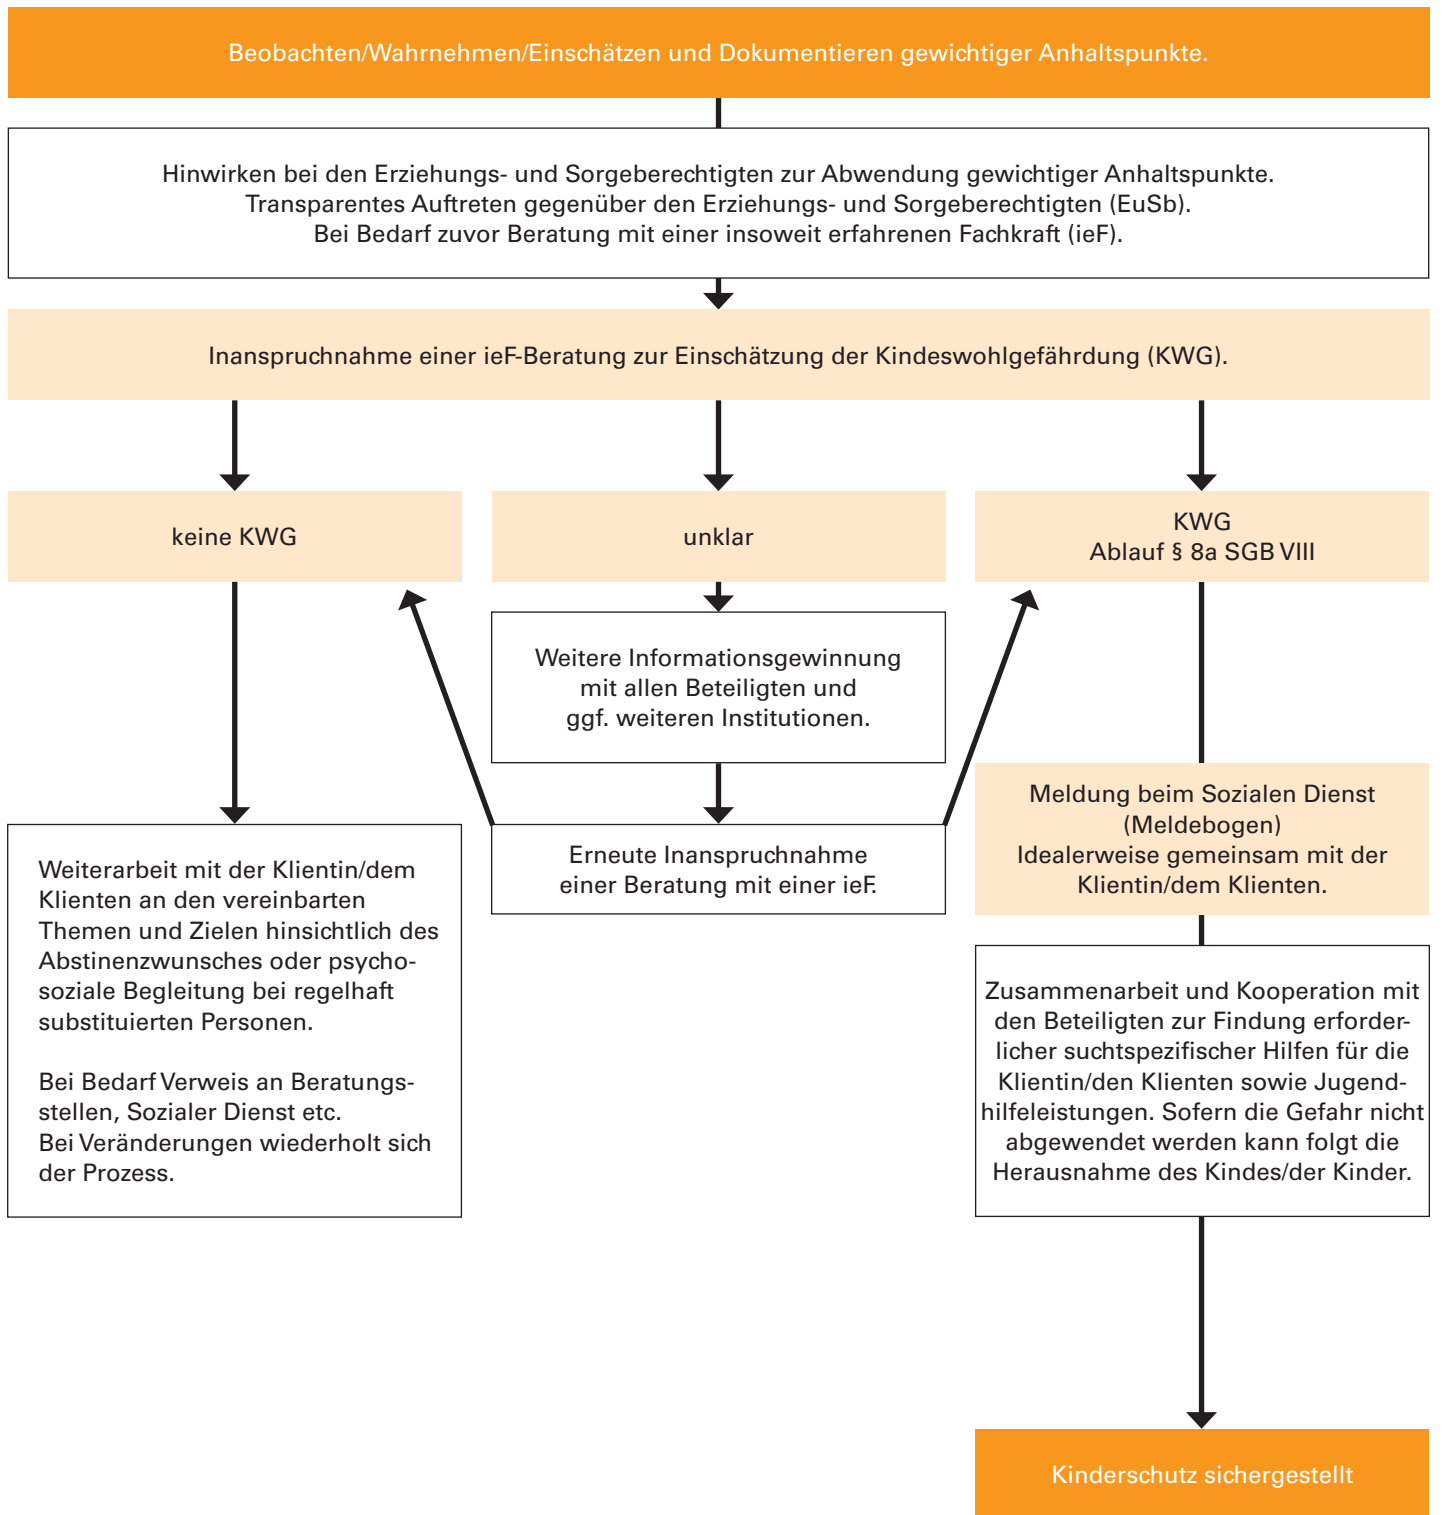 Beobachten/Wahrnehmen/Einschätzen und Dokumentieren gewichtiger Anhaltspunkte.
Hinwirken bei den Erziehungs- und Sorgeberechtigten zur Abwendung gewichtiger Anhaltspunkte.
Transparentes Auftreten gegenüber den Erziehungs- und Sorgeberechtigten (EuSb).
Bei Bedarf zuvor Beratung mit einer insoweit erfahrenen Fachkraft (ieF).
Inanspruchnahme einer ieF-Beratung zur Einschätzung der Kindeswohlgefährdung (KWG).
keine KWG
unklar
KWG
Ablauf § 8a SGB VIII
Weitere Informationsgewinnung
mit allen Beteiligten und
ggf. weiteren Institutionen.
Erneute Inanspruchnahme
einer Beratung mit einer ieF.
Meldung beim Sozialen Dienst
(Meldebogen)
Idealerweise gemeinsam mit der
Klientin/dem Klienten.
Weiterarbeit mit der Klientin/dem
Klienten an den vereinbarten
Themen und Zielen hinsichtlich des
Abstinenzwunsches oder psycho-
soziale Begleitung bei regelhaft
substituierten Personen.
Bei Bedarf Verweis an Beratungs-
stellen, Sozialer Dienst etc.
Bei Veränderungen wiederholt sich
der Prozess.
Zusammenarbeit und Kooperation mit
den Beteiligten zur Findung erforder-
licher suchtspezifischer Hilfen für die
Klientin/den Klienten sowie Jugend-
hilfeleistungen. Sofern die Gefahr nicht
abgewendet werden kann folgt die
Herausnahme des Kindes/der Kinder.
Kinderschutz sichergestellt